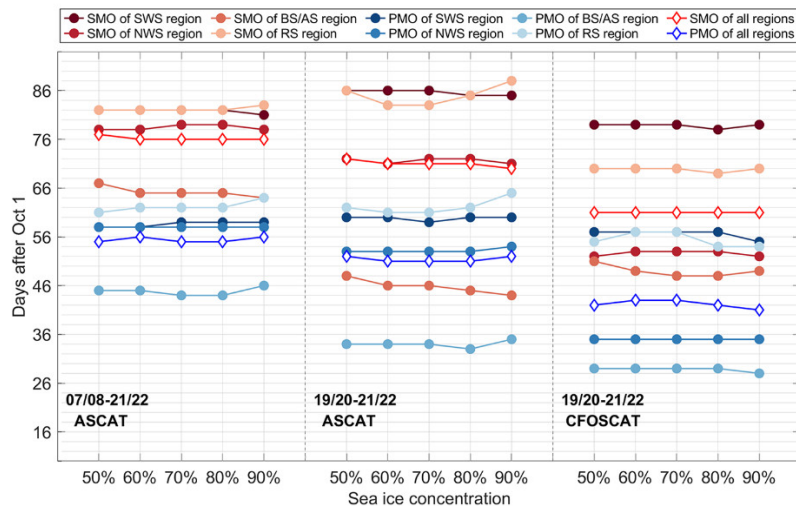 SMO of SWS region SMO of BS/AS region PMO of SWS region PMO of BS/AS region SMO of all regions
SMO of NWS region SMO of RS region PMO of NWS region PMO of RS region PMO of all regions
86
76
66
56
46
36
26
16
Days after Oct 1
07/08-21/22 19/20-21/22 19/20-21/22
ASCAT ASCAT CFOSCAT
50% 60% 70% 80% 90% 50% 60% 70% 80% 90% 50% 60% 70% 80% 90%
Sea ice concentration